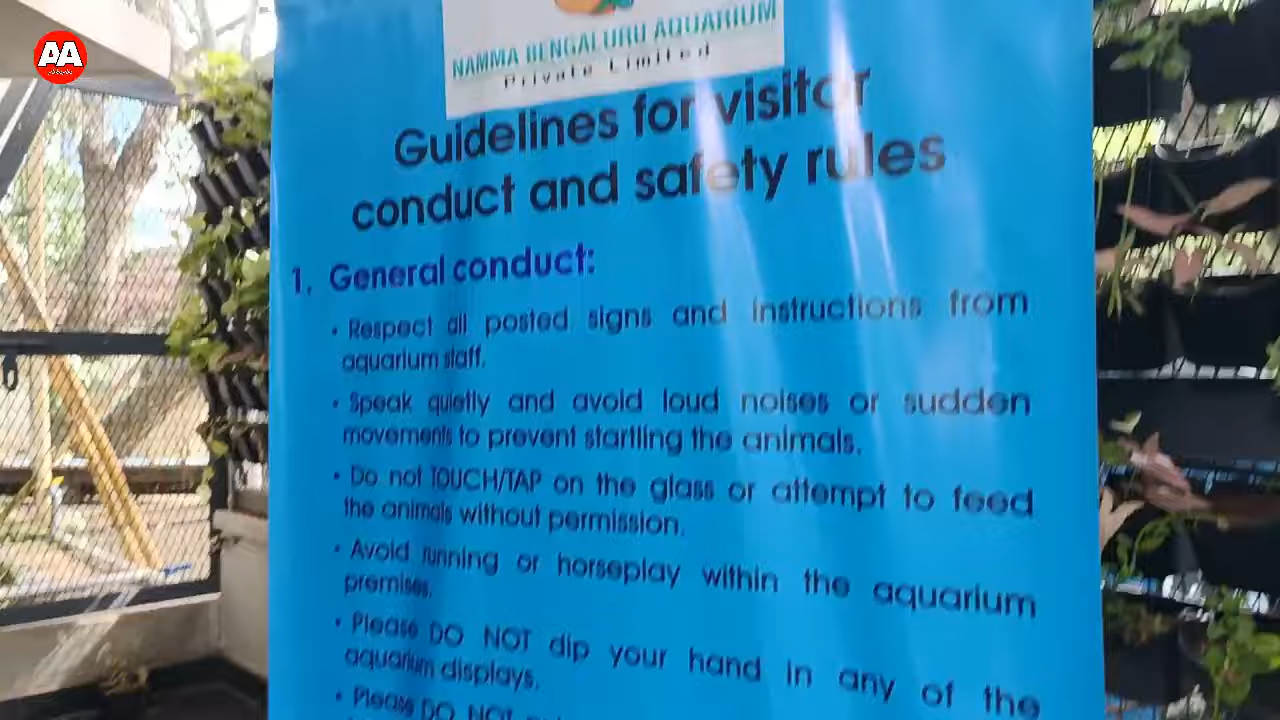 AA
NAMMA BENGALURU AQUARIUM
Private Limited
Guidelines for visitor
conduct and safety rules
1. General conduct:
• Respect all posted signs and instructions from
aquarium staff.
• Speak quietly and avoid loud noises or sudden
movements to prevent startling the animals.
• Do not TOUCH/TAP on the glass or attempt to feed
the animals without permission.
• Avoid running or horseplay within the aquarium
premises.
• Please DO NOT dip your hand in any of the
aquarium displays.
• Please DO NOT